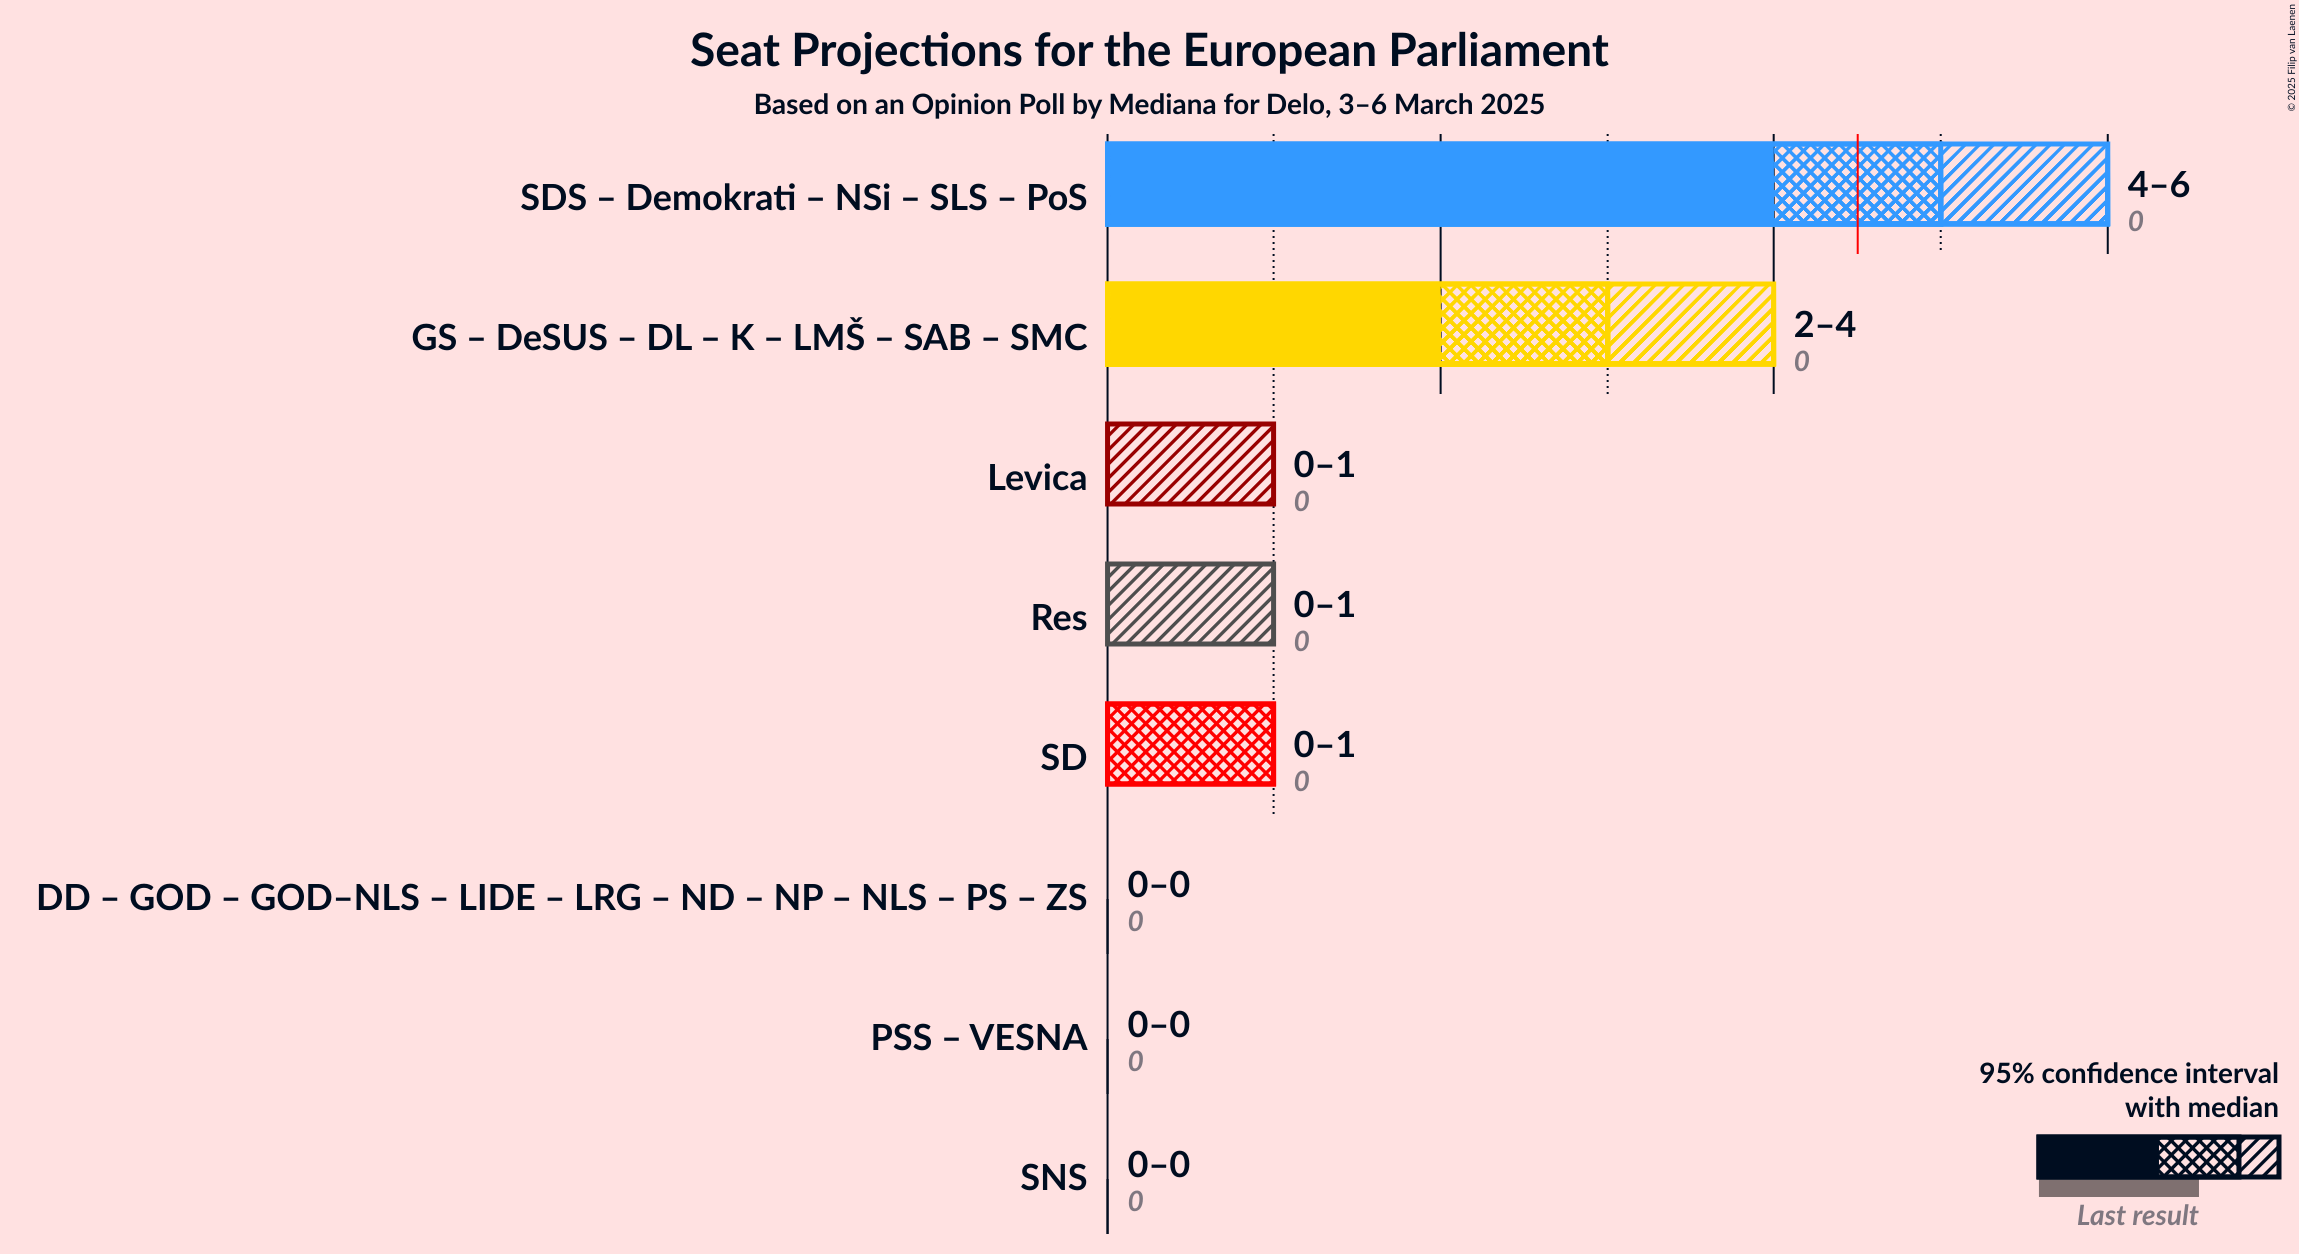 Seat Projections for the European Parliament
Based on an Opinion Poll by Mediana for Delo, 3–6 March 2025
© 2025 Filip van Laenen
SDS – Demokrati – NSi – SLS – PoS
4–6
0
GS – DeSUS – DL – K – LMŠ – SAB – SMC
2–4
0
Levica
0–1
0
Res
0–1
0
SD
0–1
0
DD – GOD – GOD–NLS – LIDE – LRG – ND – NP – NLS – PS – ZS
0–0
0
PSS – VESNA
0–0
0
SNS
0–0
0
95% confidence interval
with median
Last result